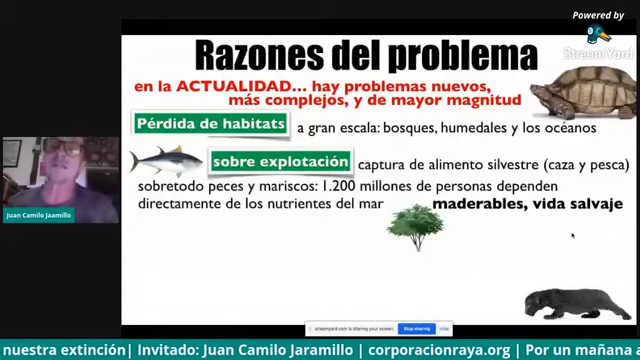 Powered by
StreamYard
Razones del problema
en la ACTUALIDAD... hay problemas nuevos,
más complejos, y de mayor magnitud
Pérdida de habitats a gran escala: bosques, humedales y los océanos
sobre explotación captura de alimento silvestre (caza y pesca)
sobretodo peces y mariscos: 1.200 millones de personas dependen
directamente de los nutrientes del mar maderables, vida salvaje
Juan Camilo Jaamillo
streamyard.com is sharing your screen. Stop sharing Hide
nuestra extinción| Invitado: Juan Camilo Jaramillo | corporacionraya.org | Por un mañana